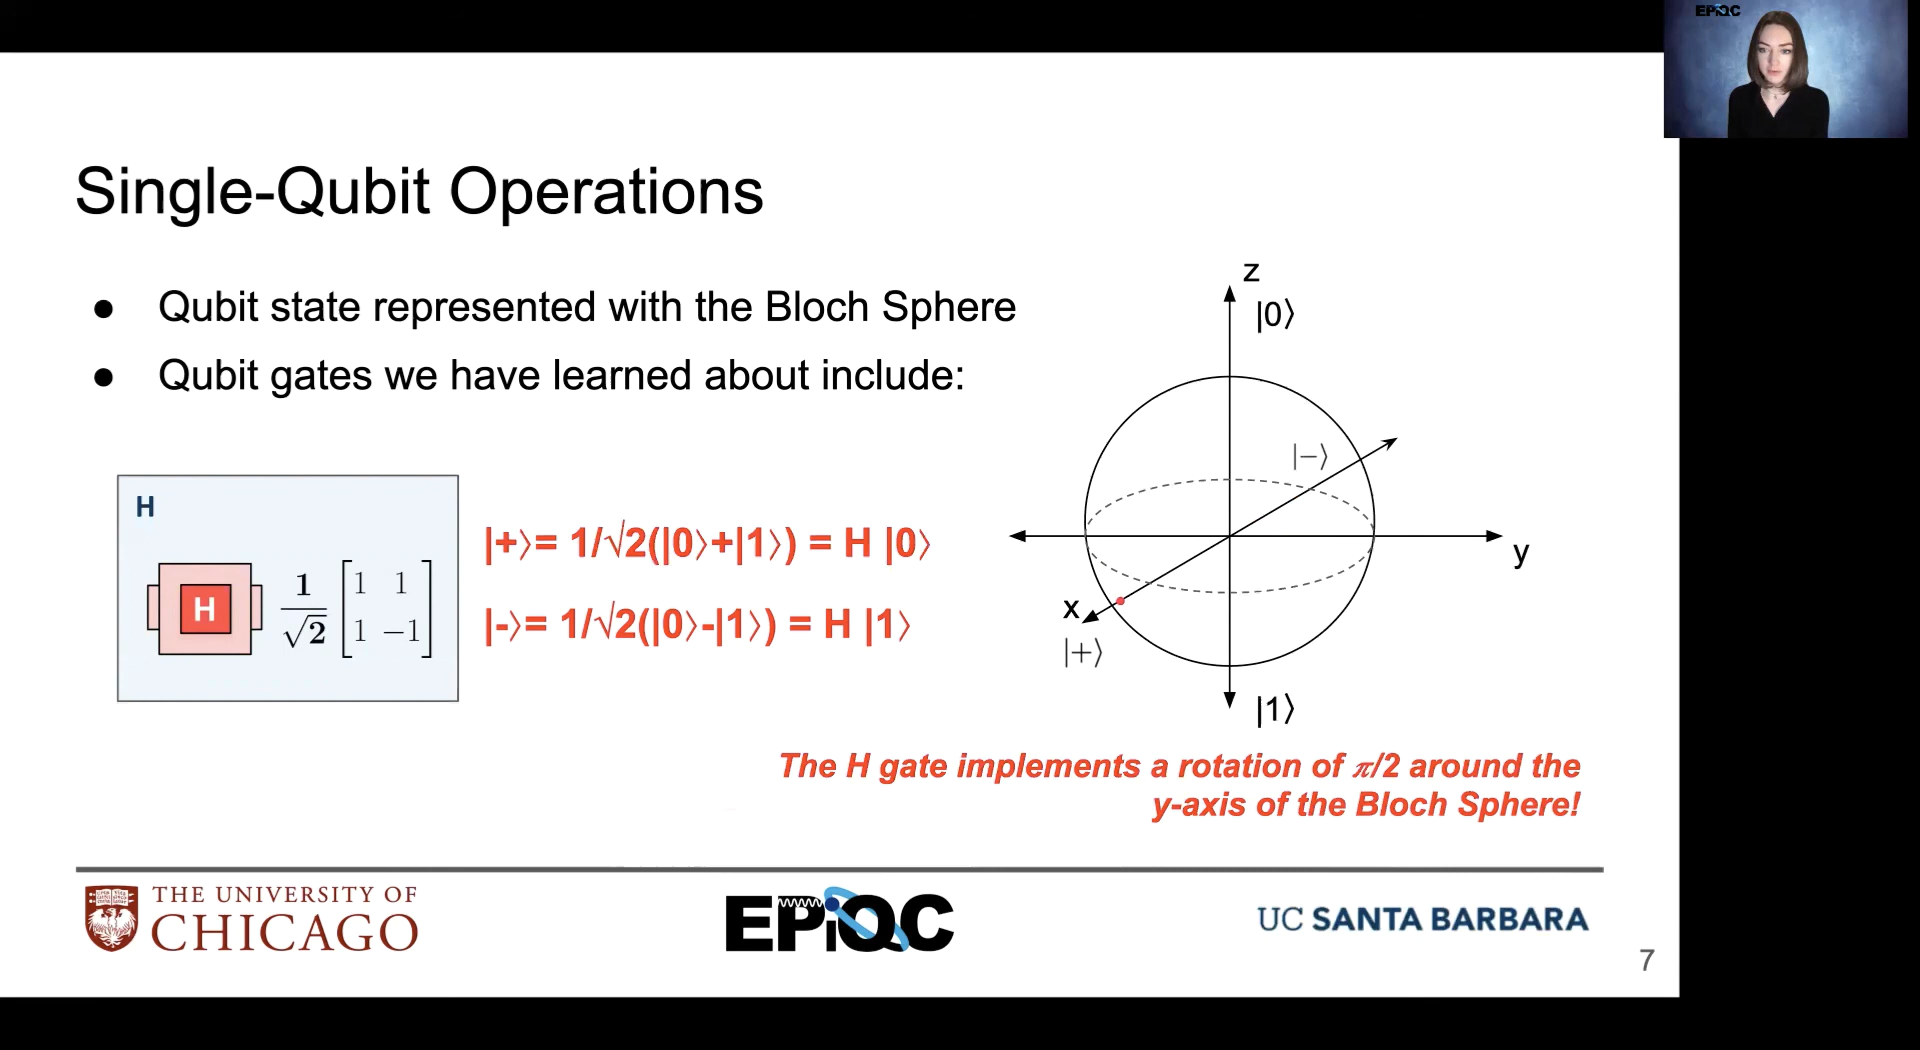 EPiQC
Single-Qubit Operations
● Qubit state represented with the Bloch Sphere
● Qubit gates we have learned about include:
H
H
1/√2 [1 1
1 −1]
|+⟩= 1/√2(|0⟩+|1⟩) = H |0⟩
|-⟩= 1/√2(|0⟩-|1⟩) = H |1⟩
z
|0⟩
|−⟩
y
x
|+⟩
|1⟩
The H gate implements a rotation of π/2 around the
y-axis of the Bloch Sphere!
THE UNIVERSITY OF
CHICAGO
EPiQC
UC SANTA BARBARA
7